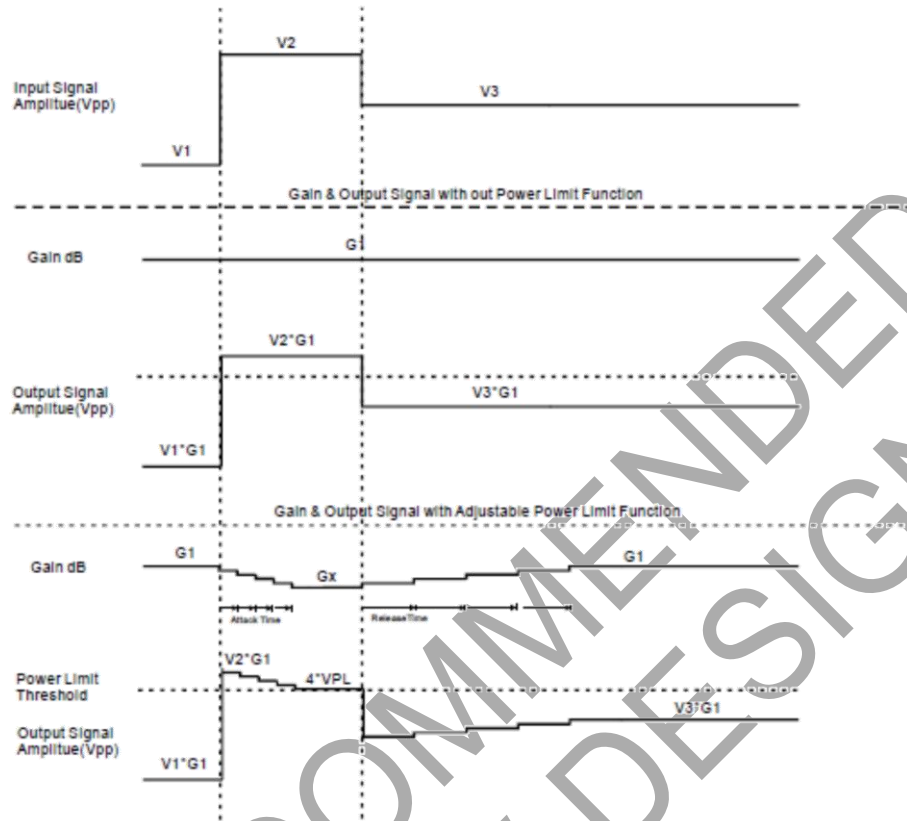 V2
Input Signal
Amplitue(Vpp)
V3
V1
Gain & Output Signal with out Power Limit Function
Gain dB
G1
V2*G1
Output Signal
Amplitue(Vpp)
V3*G1
V1*G1
Gain & Output Signal with Adjustable Power Limit Function
G1
Gain dB
Gx
G1
Attack Time
ReleaseTime
V2*G1
Power Limit
Threshold
4*VPL
V3*G1
Output Signal
Amplitue(Vpp)
V1*G1
COMMENDED
DESIGN